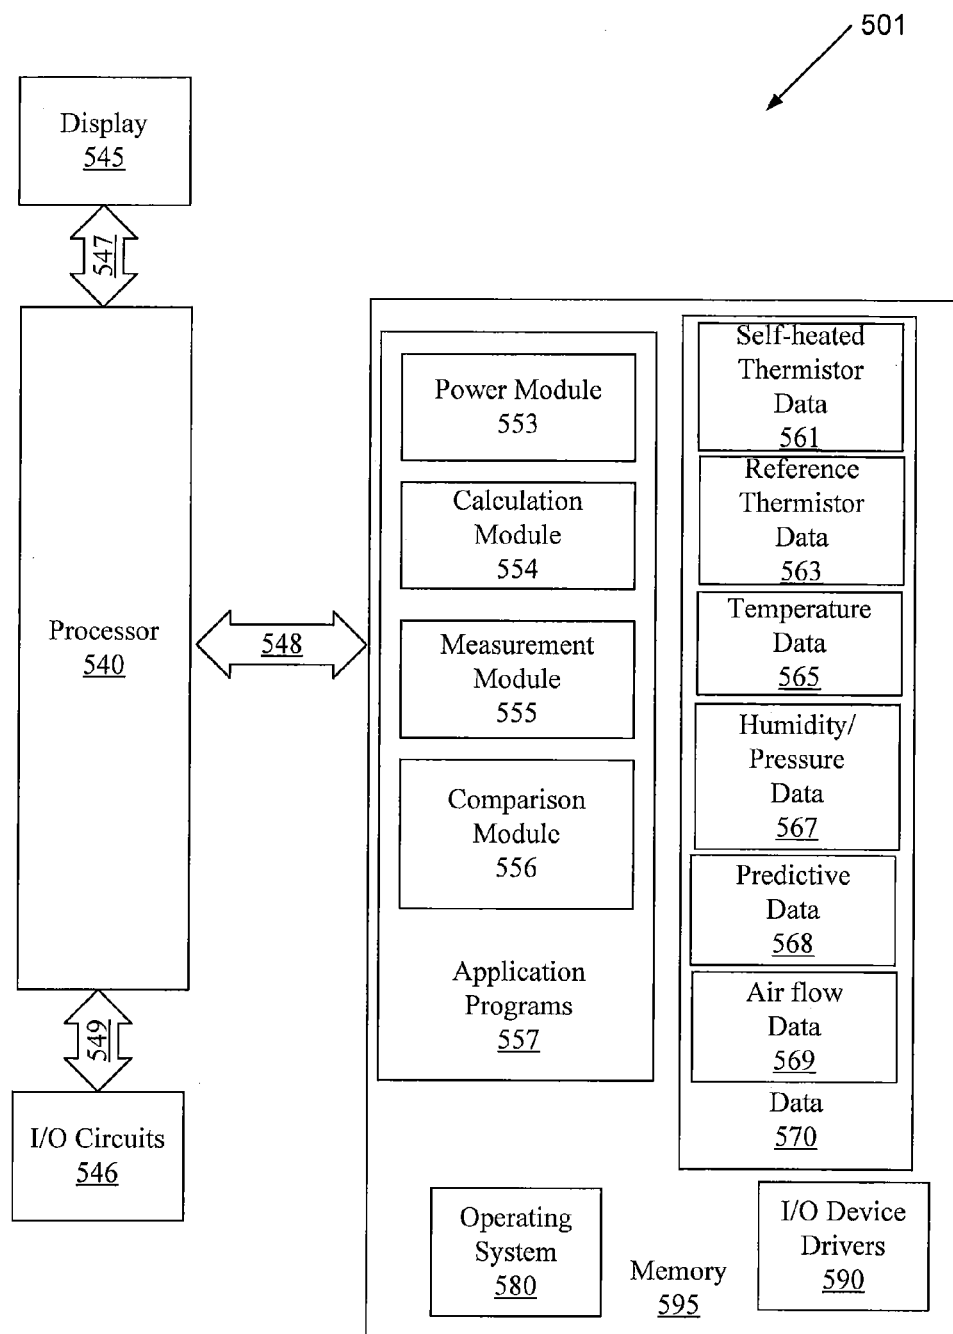 501
Display
545
547
Processor
540
548
549
I/O Circuits
546
Power Module
553
Calculation
Module
554
Measurement
Module
555
Comparison
Module
556
Application
Programs
557
Self-heated
Thermistor
Data
561
Reference
Thermistor
Data
563
Temperature
Data
565
Humidity/
Pressure
Data
567
Predictive
Data
568
Air flow
Data
569
Data
570
Operating
System
580
Memory
595
I/O Device
Drivers
590